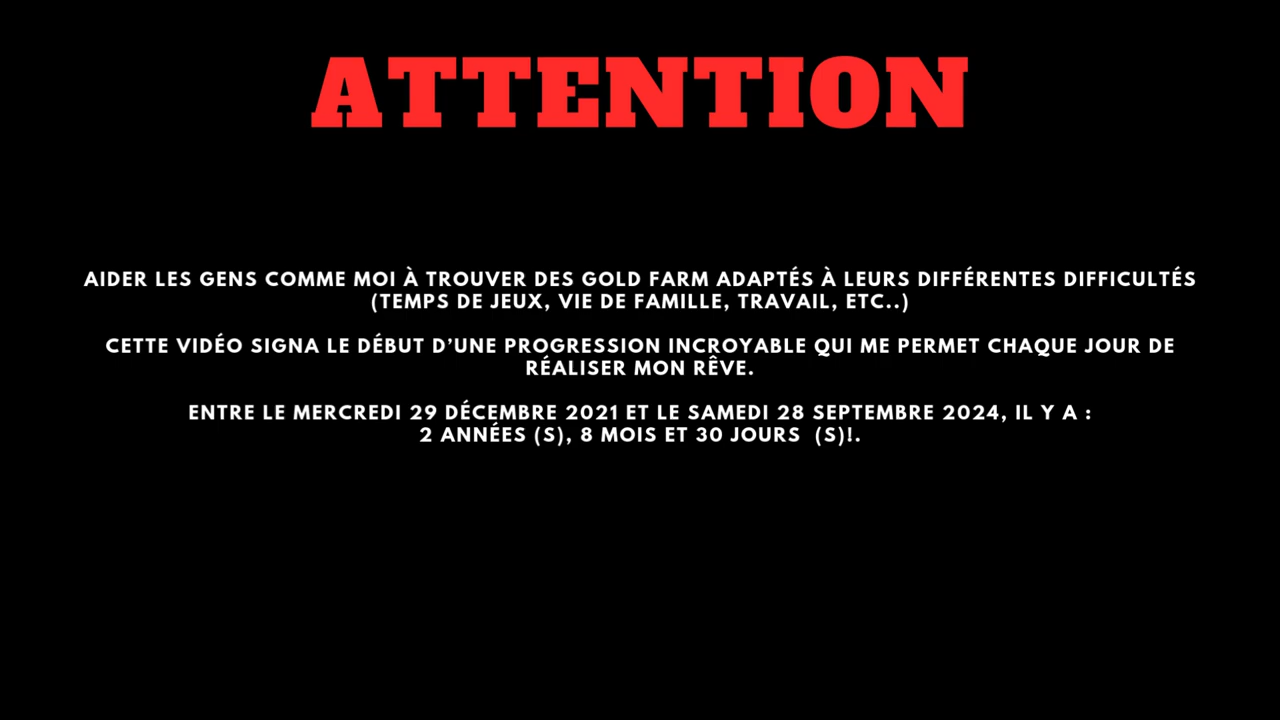 ATTENTION
AIDER LES GENS COMME MOI À TROUVER DES GOLD FARM ADAPTÉS À LEURS DIFFÉRENTES DIFFICULTÉS
(TEMPS DE JEUX, VIE DE FAMILLE, TRAVAIL, ETC..)
CETTE VIDÉO SIGNA LE DÉBUT D’UNE PROGRESSION INCROYABLE QUI ME PERMET CHAQUE JOUR DE
RÉALISER MON RÊVE.
ENTRE LE MERCREDI 29 DÉCEMBRE 2021 ET LE SAMEDI 28 SEPTEMBRE 2024, IL Y A :
2 ANNÉES (S), 8 MOIS ET 30 JOURS (S)!.